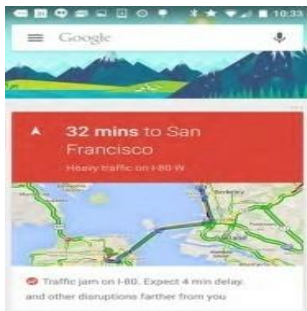 10:33
Google
32 mins to San
Francisco
Heavy traffic on I-80 W
Berkeley
Traffic jam on I-80. Expect 4 min delay.
and other disruptions farther from you